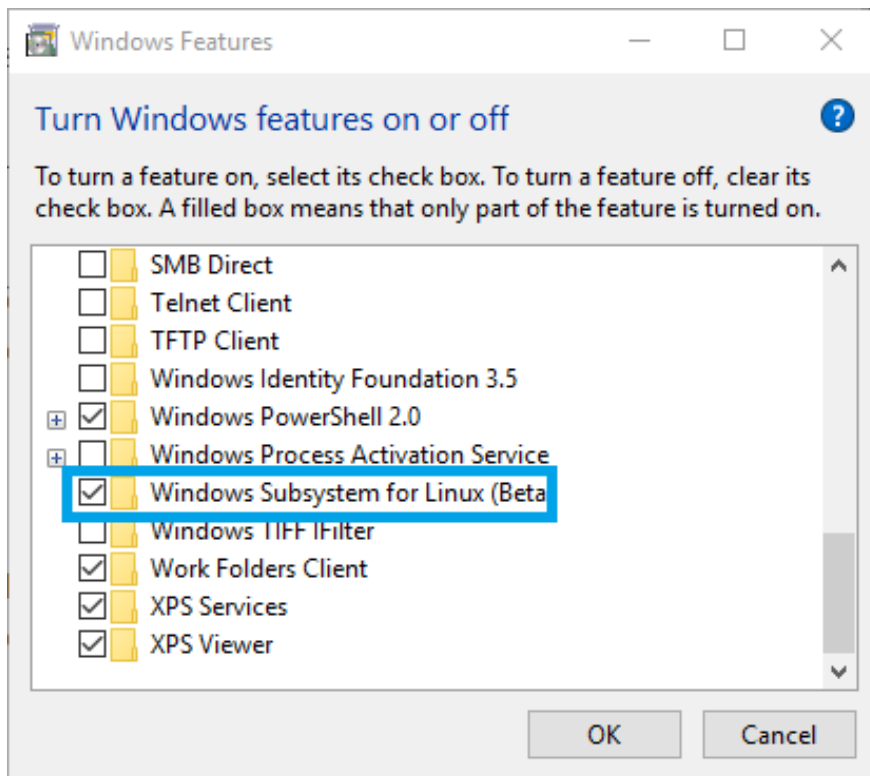 Windows Features
Turn Windows features on or off
To turn a feature on, select its check box. To turn a feature off, clear its
check box. A filled box means that only part of the feature is turned on.
SMB Direct
Telnet Client
TFTP Client
Windows Identity Foundation 3.5
Windows PowerShell 2.0
Windows Process Activation Service
Windows Subsystem for Linux (Beta
Windows TIFF IFilter
Work Folders Client
XPS Services
XPS Viewer
OK
Cancel